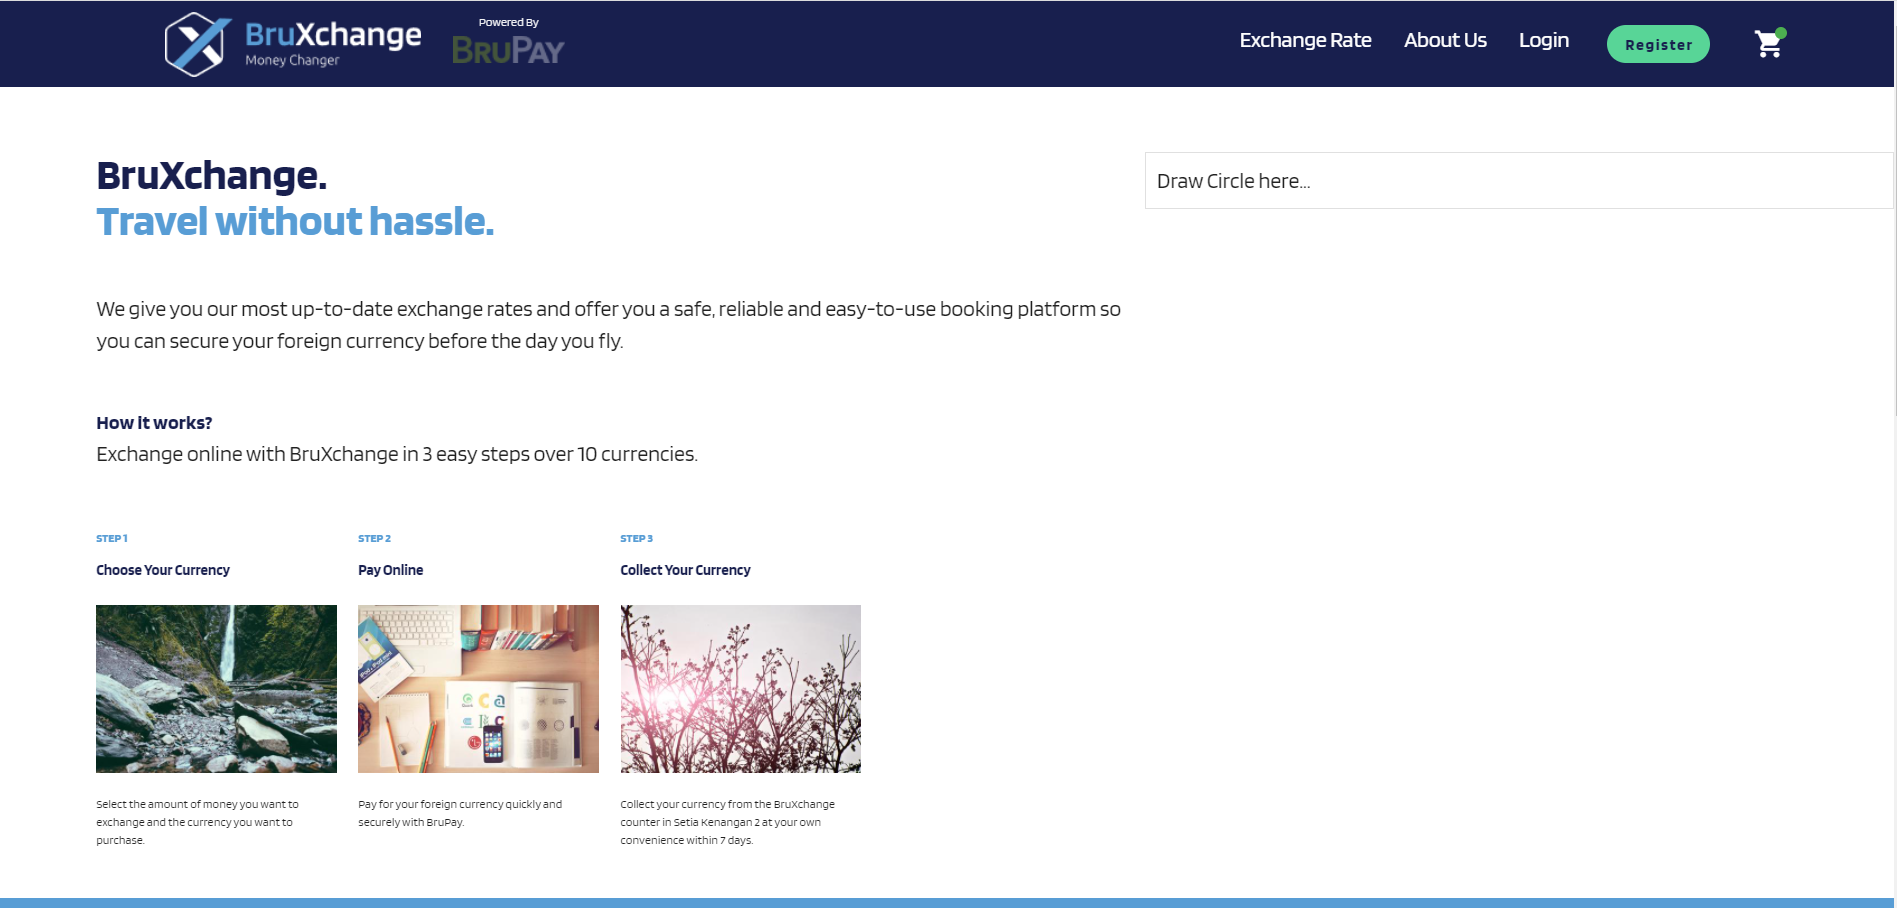 BruXchange
Money Changer
Powered By
BRUPAY
Exchange Rate
About Us
Login
Register
BruXchange.
Travel without hassle.
Draw Circle here...
We give you our most up-to-date exchange rates and offer you a safe, reliable and easy-to-use booking platform so
you can secure your foreign currency before the day you fly.
How it works?
Exchange online with BruXchange in 3 easy steps over 10 currencies.
STEP 1
Choose Your Currency
Select the amount of money you want to
exchange and the currency you want to
purchase.
STEP 2
Pay Online
Pay for your foreign currency quickly and
securely with BruPay.
STEP 3
Collect Your Currency
Collect your currency from the BruXchange
counter in Setia Kenangan 2 at your own
convenience within 7 days.